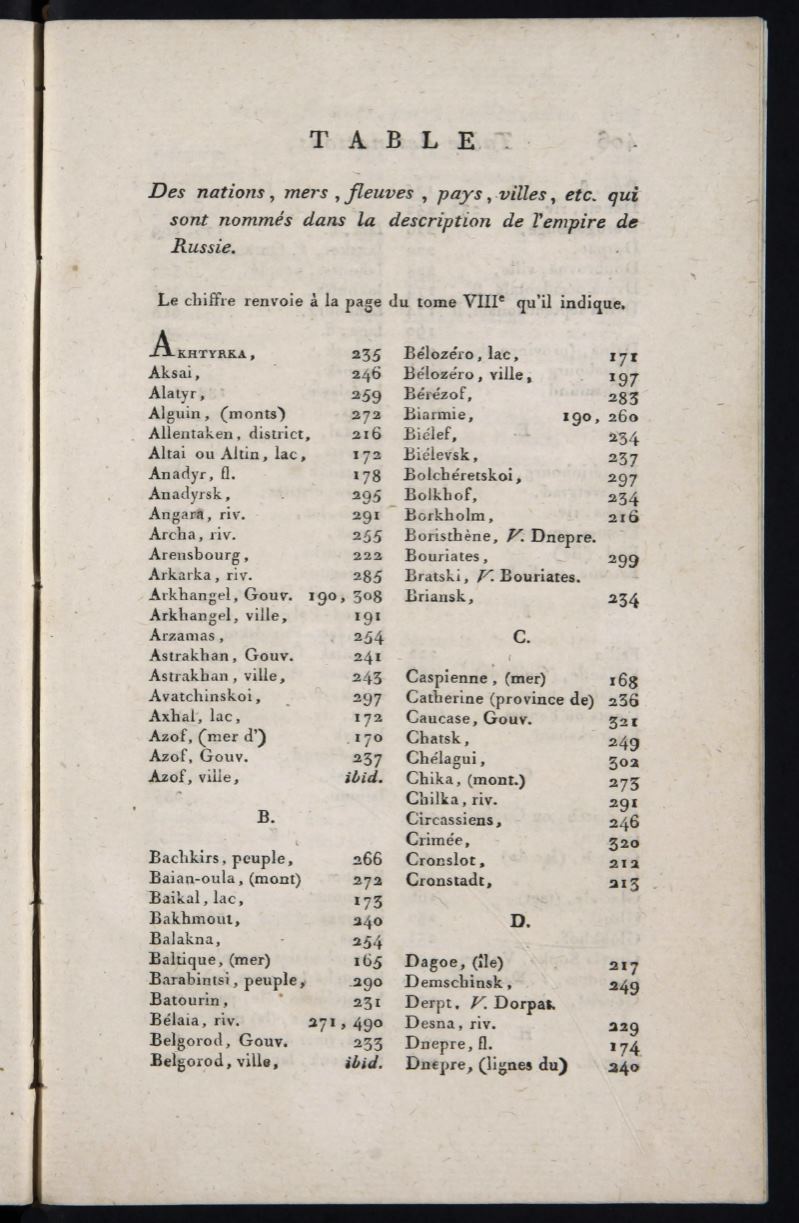 TABLE
Des nations, mers, fleuves, pays, villes, etc. qui
sont nommés dans la description de l'empire de
Russie.
Le chiffre renvoie à la page du tome VIIIe qu'il indique.
AKHTYRKA, 235
Aksai, 246
Alatyr, 259
Alguin, (monts) 272
Allentaken, district, 216
Altai ou Altin, lac, 172
Anadyr, fl. 178
Anadyrsk, 295
Angara, riv. 291
Archa, riv. 255
Arensbourg, 222
Arkarka, riv. 285
Arkhangel, Gouv. 190, 308
Arkhangel, ville, 191
Arzamas, 254
Astrakhan, Gouv. 241
Astrakhan, ville, 243
Avatchinskoi, 297
Axhal, lac, 172
Azof, (mer d') 170
Azof, Gouv. 237
Azof, ville, ibid.
B.
Bachkirs, peuple, 266
Baian-oula, (mont) 272
Baikal, lac, 173
Bakhmout, 240
Balakna, 254
Baltique, (mer) 165
Barabintsi, peuple, 290
Batourin, 231
Bélaia, riv. 271, 490
Belgorod, Gouv. 233
Belgorod, ville, ibid.
Bélozéro, lac, 171
Bélozéro, ville, 197
Bérézof, 283
Biarmie, 190, 260
Biélef, 234
Biélevsk, 237
Bolchéretskoi, 297
Bolkhof, 234
Borkholm, 216
Boristhène, V. Dnepre.
Bouriates, 299
Bratski, V. Bouriates.
Briansk, 234
C.
Caspienne, (mer) 168
Catherine (province de) 236
Caucase, Gouv. 321
Chatsk, 249
Chélagui, 302
Chika, (mont.) 273
Chilka, riv. 291
Circassiens, 246
Crimée, 320
Cronslot, 212
Cronstadt, 213
D.
Dagoe, (île) 217
Demschinsk, 249
Derpt. V. Dorpat.
Desna, riv. 229
Dnepre, fl. 174
Dnepre, (lignes du) 240